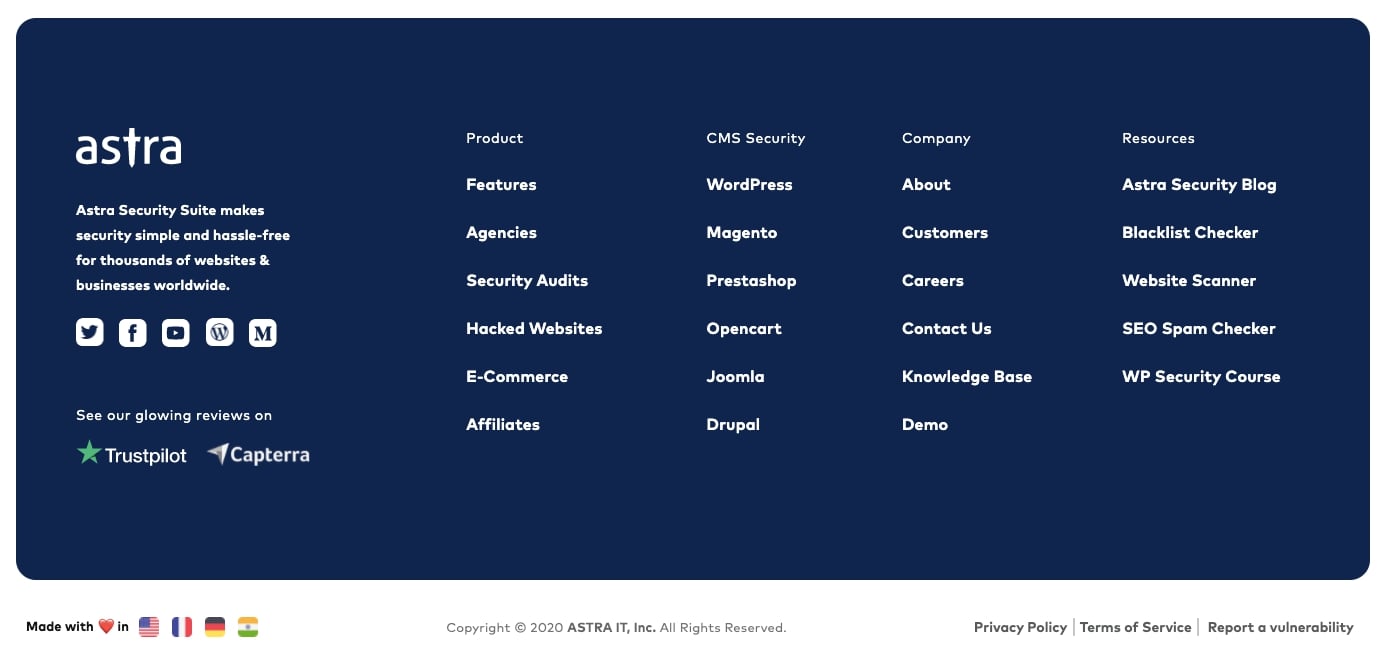 astra
Astra Security Suite makes
security simple and hassle-free
for thousands of websites &
businesses worldwide.
See our glowing reviews on
Trustpilot Capterra
Product
Features
Agencies
Security Audits
Hacked Websites
E-Commerce
Affiliates
CMS Security
WordPress
Magento
Prestashop
Opencart
Joomla
Drupal
Company
About
Customers
Careers
Contact Us
Knowledge Base
Demo
Resources
Astra Security Blog
Blacklist Checker
Website Scanner
SEO Spam Checker
WP Security Course
Made with ❤️ in
Copyright © 2020 ASTRA IT, Inc. All Rights Reserved.
Privacy Policy | Terms of Service | Report a vulnerability